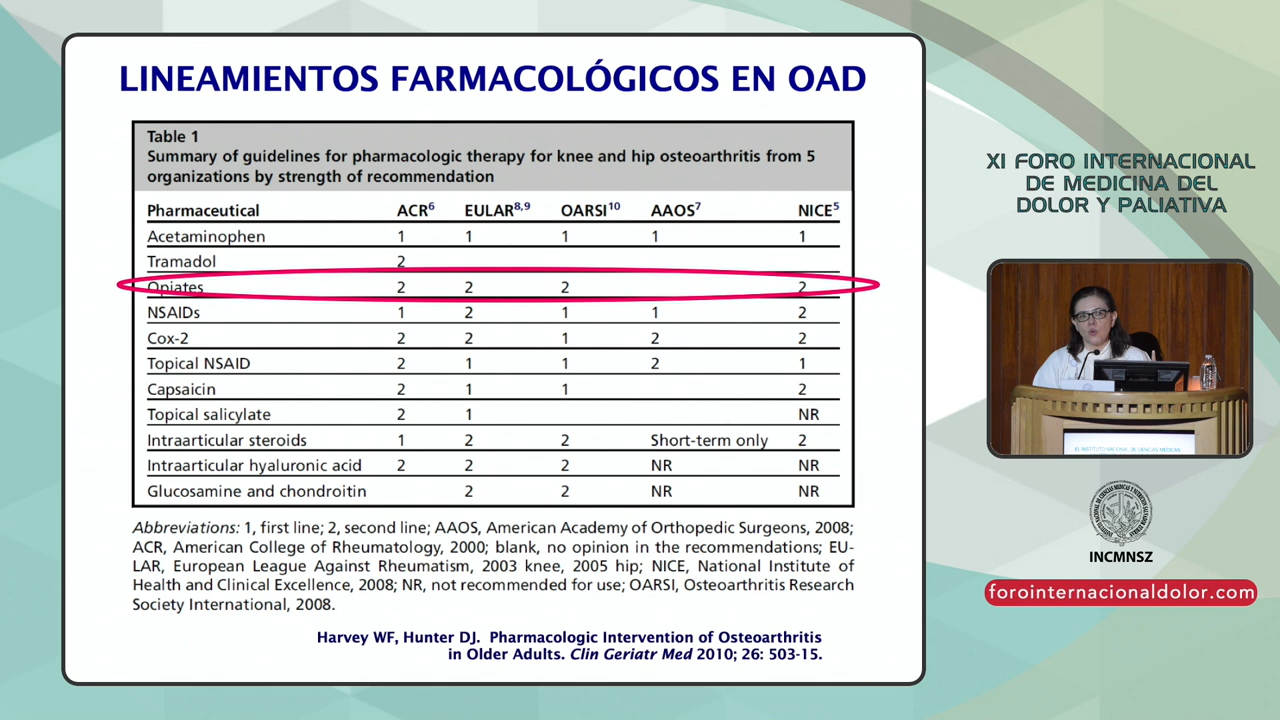 LINEAMIENTOS FARMACOLÓGICOS EN OAD
Table 1
Summary of guidelines for pharmacologic therapy for knee and hip osteoarthritis from 5
organizations by strength of recommendation
Pharmaceutical ACR6 EULAR8,9 OARSI10 AAOS7 NICE5
Acetaminophen 1 1 1 1 1
Tramadol 2
Opiates 2 2 2 2
NSAIDs 1 2 1 1 2
Cox-2 2 2 1 2 2
Topical NSAID 2 1 1 2 1
Capsaicin 2 1 1 2
Topical salicylate 2 1 NR
Intraarticular steroids 1 2 2 Short-term only 2
Intraarticular hyaluronic acid 2 2 2 NR NR
Glucosamine and chondroitin 2 2 NR NR
Abbreviations: 1, first line; 2, second line; AAOS, American Academy of Orthopedic Surgeons, 2008;
ACR, American College of Rheumatology, 2000; blank, no opinion in the recommendations; EU-
LAR, European League Against Rheumatism, 2003 knee, 2005 hip; NICE, National Institute of
Health and Clinical Excellence, 2008; NR, not recommended for use; OARSI, Osteoarthritis Research
Society International, 2008.
Harvey WF, Hunter DJ. Pharmacologic Intervention of Osteoarthritis
in Older Adults. Clin Geriatr Med 2010; 26: 503-15.
XI FORO INTERNACIONAL
DE MEDICINA DEL
DOLOR Y PALIATIVA
INCMNSZ
forointernacionaldolor.com